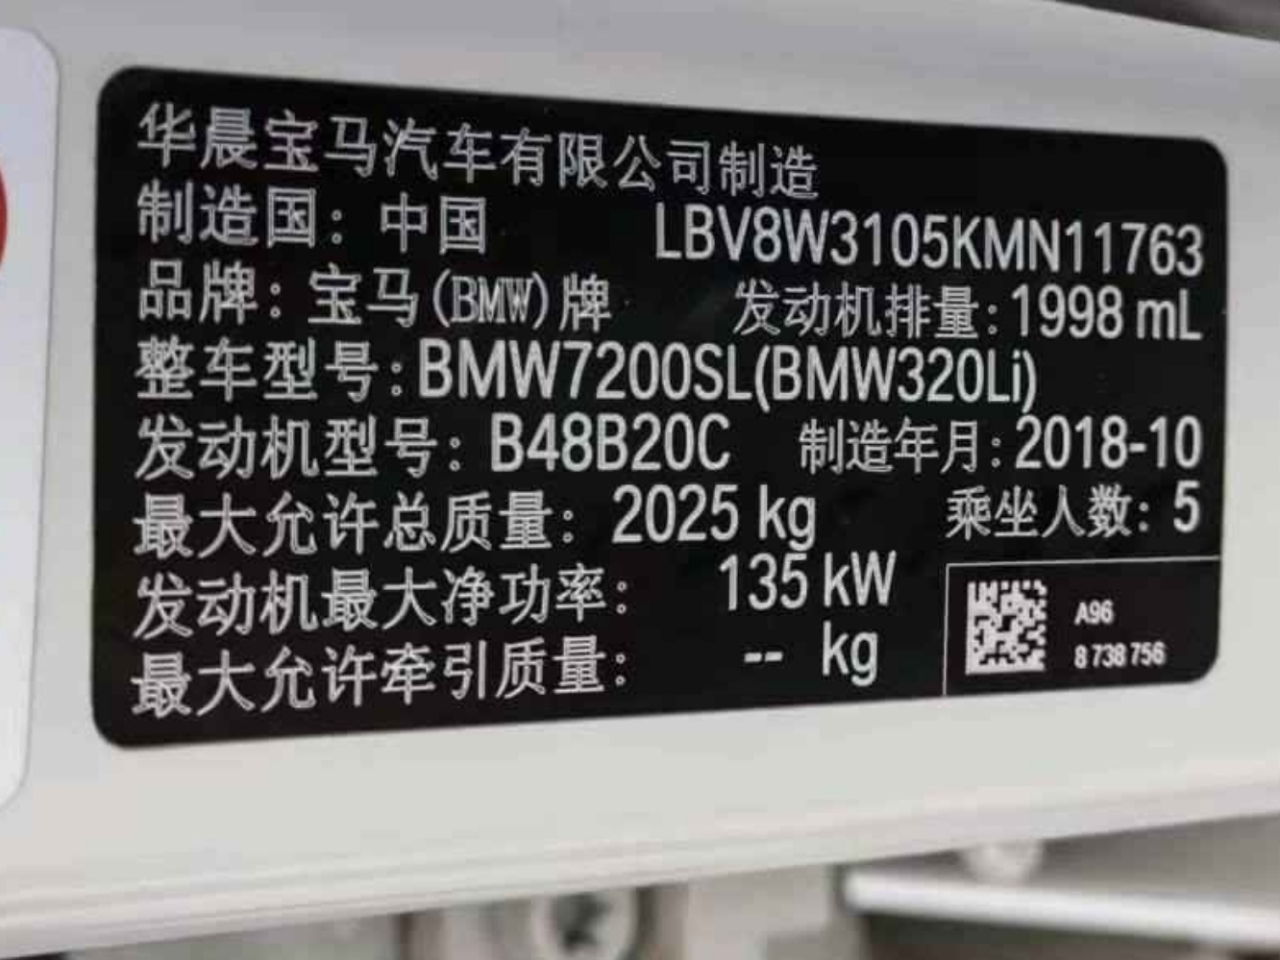 华晨宝马汽车有限公司制造
制造国：中国 LBV8W3105KMN11763
品牌：宝马(BMW)牌 发动机排量：1998 mL
整车型号：BMW7200SL(BMW320Li)
发动机型号：B48B20C 制造年月：2018-10
最大允许总质量：2025 kg 乘坐人数：5
发动机最大净功率：135 kW
最大允许牵引质量：-- kg
A96
8 738 756